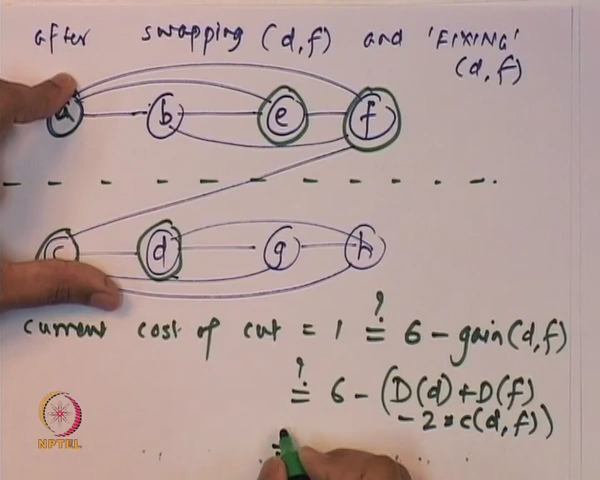 after swapping (d,f) and 'FIXING'
(d,f)
a b e f
c d g h
current cost of cut = 1 ≟ 6 - gain(d,f)
≟ 6 - (D(d) + D(f)
- 2 * c(d,f))
NPTEL